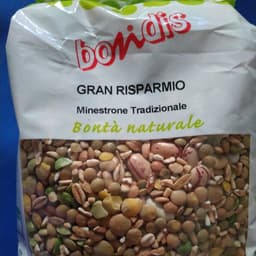 bonidis
GRAN RISPARMIO
Minestrone Tradizionale
Bontà naturale